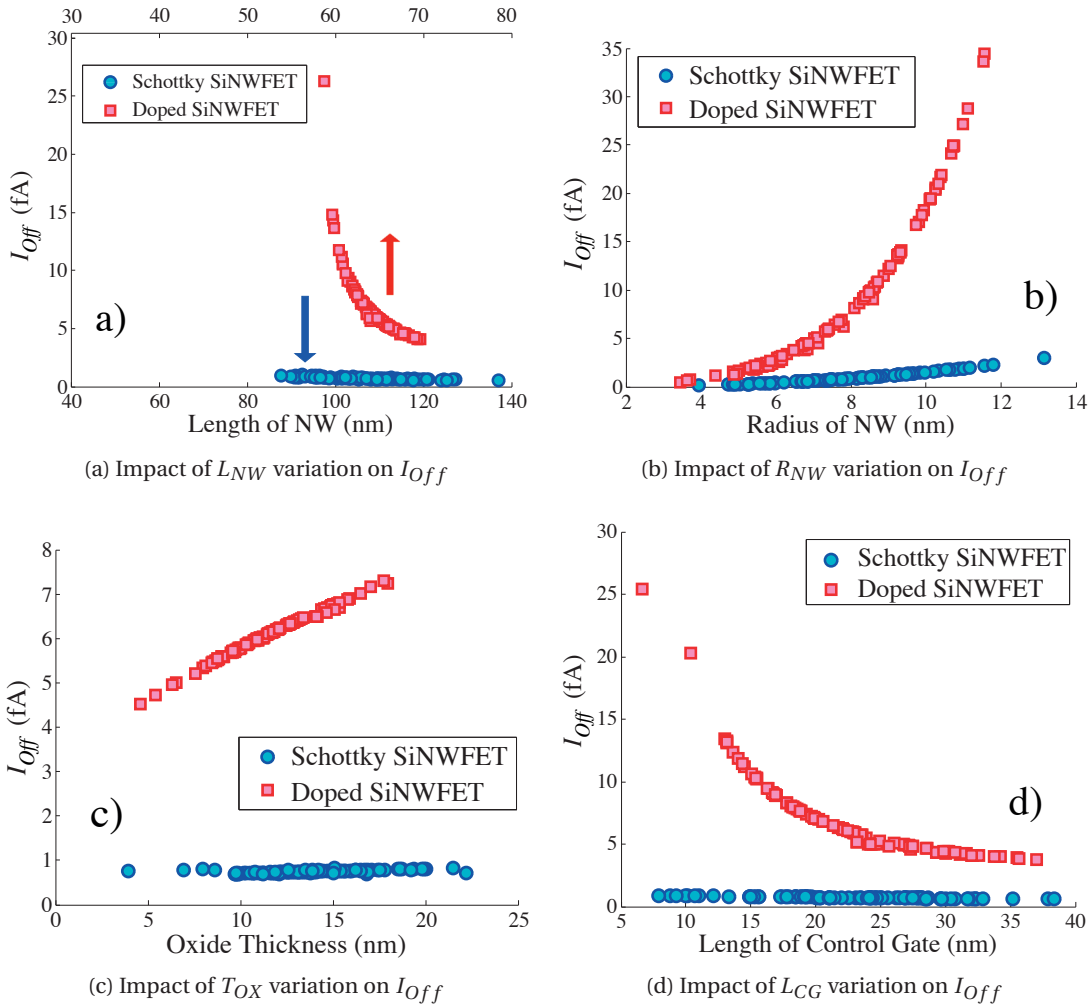 30 40 50 60 70 80
30
25
20
15
10
5
0
Schottky SiNWFET
Doped SiNWFET
I_Off (fA)
a)
40 60 80 100 120 140
Length of NW (nm)
(a) Impact of L_NW variation on I_Off
35
30
25
20
15
10
5
0
Schottky SiNWFET
Doped SiNWFET
I_Off (fA)
b)
2 4 6 8 10 12 14
Radius of NW (nm)
(b) Impact of R_NW variation on I_Off
8
7
6
5
4
3
2
1
0
I_Off (fA)
Schottky SiNWFET
Doped SiNWFET
c)
0 5 10 15 20 25
Oxide Thickness (nm)
(c) Impact of T_OX variation on I_Off
30
25
20
15
10
5
0
Schottky SiNWFET
Doped SiNWFET
I_Off (fA)
d)
5 10 15 20 25 30 35 40
Length of Control Gate (nm)
(d) Impact of L_CG variation on I_Off